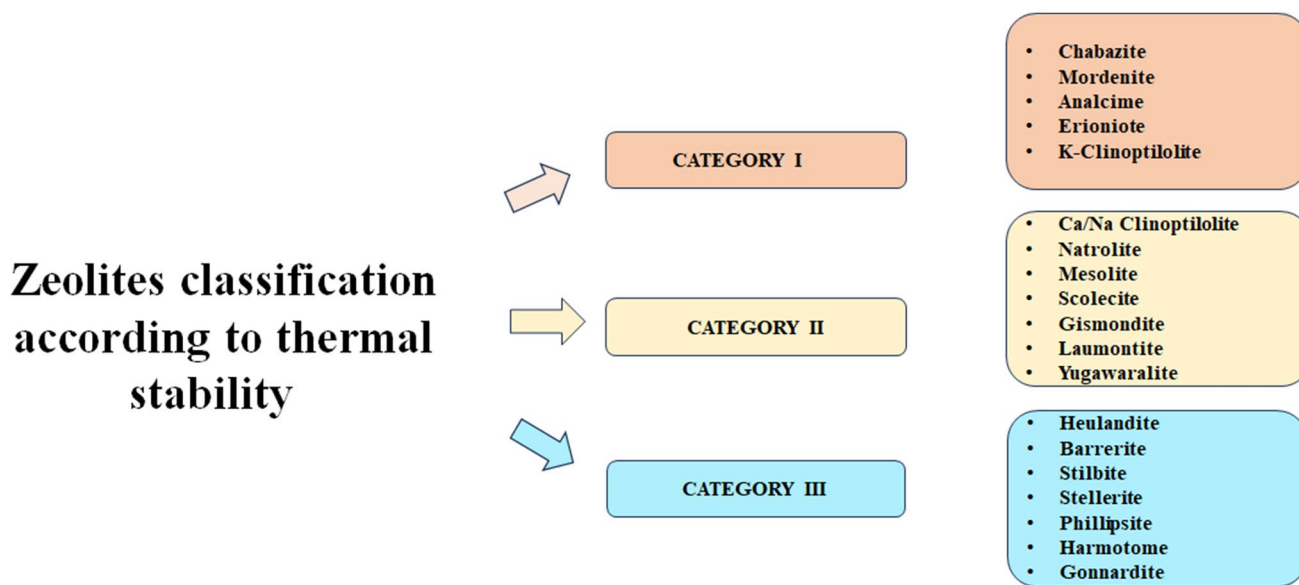 Zeolites classification
according to thermal
stability
CATEGORY I
• Chabazite
• Mordenite
• Analcime
• Erioniote
• K-Clinoptilolite
CATEGORY II
• Ca/Na Clinoptilolite
• Natrolite
• Mesolite
• Scolecite
• Gismondite
• Laumontite
• Yugawaralite
CATEGORY III
• Heulandite
• Barrerite
• Stilbite
• Stellerite
• Phillipsite
• Harmotome
• Gonnardite